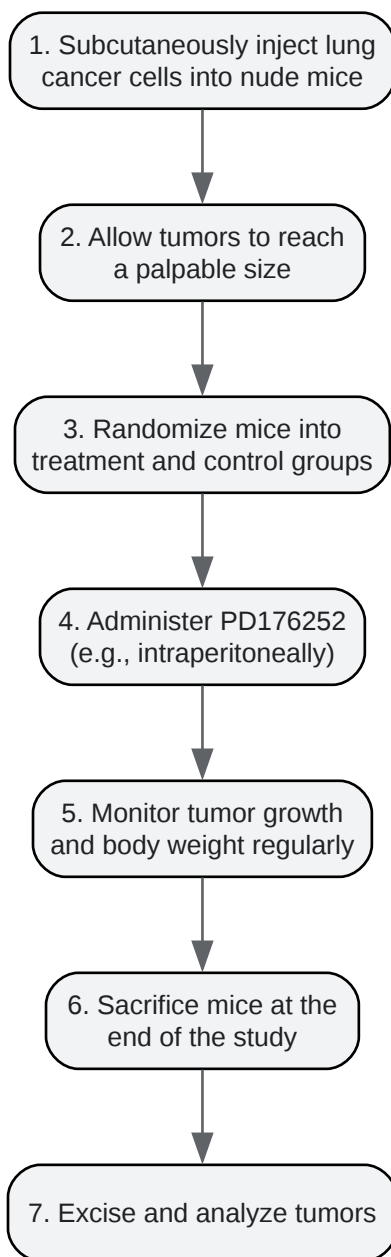 1. Subcutaneously inject lung
cancer cells into nude mice
2. Allow tumors to reach
a palpable size
3. Randomize mice into
treatment and control groups
4. Administer PD176252
(e.g., intraperitoneally)
5. Monitor tumor growth
and body weight regularly
6. Sacrifice mice at the
end of the study
7. Excise and analyze tumors